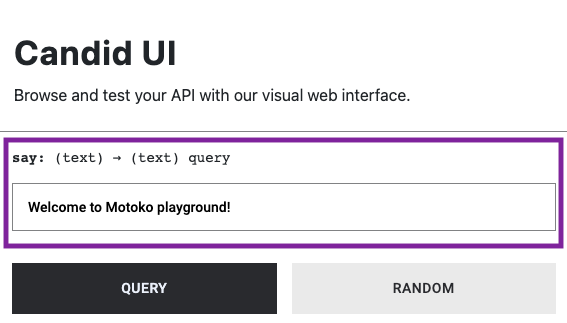 Candid UI
Browse and test your API with our visual web interface.
say: (text) → (text) query
Welcome to Motoko playground!
QUERY
RANDOM